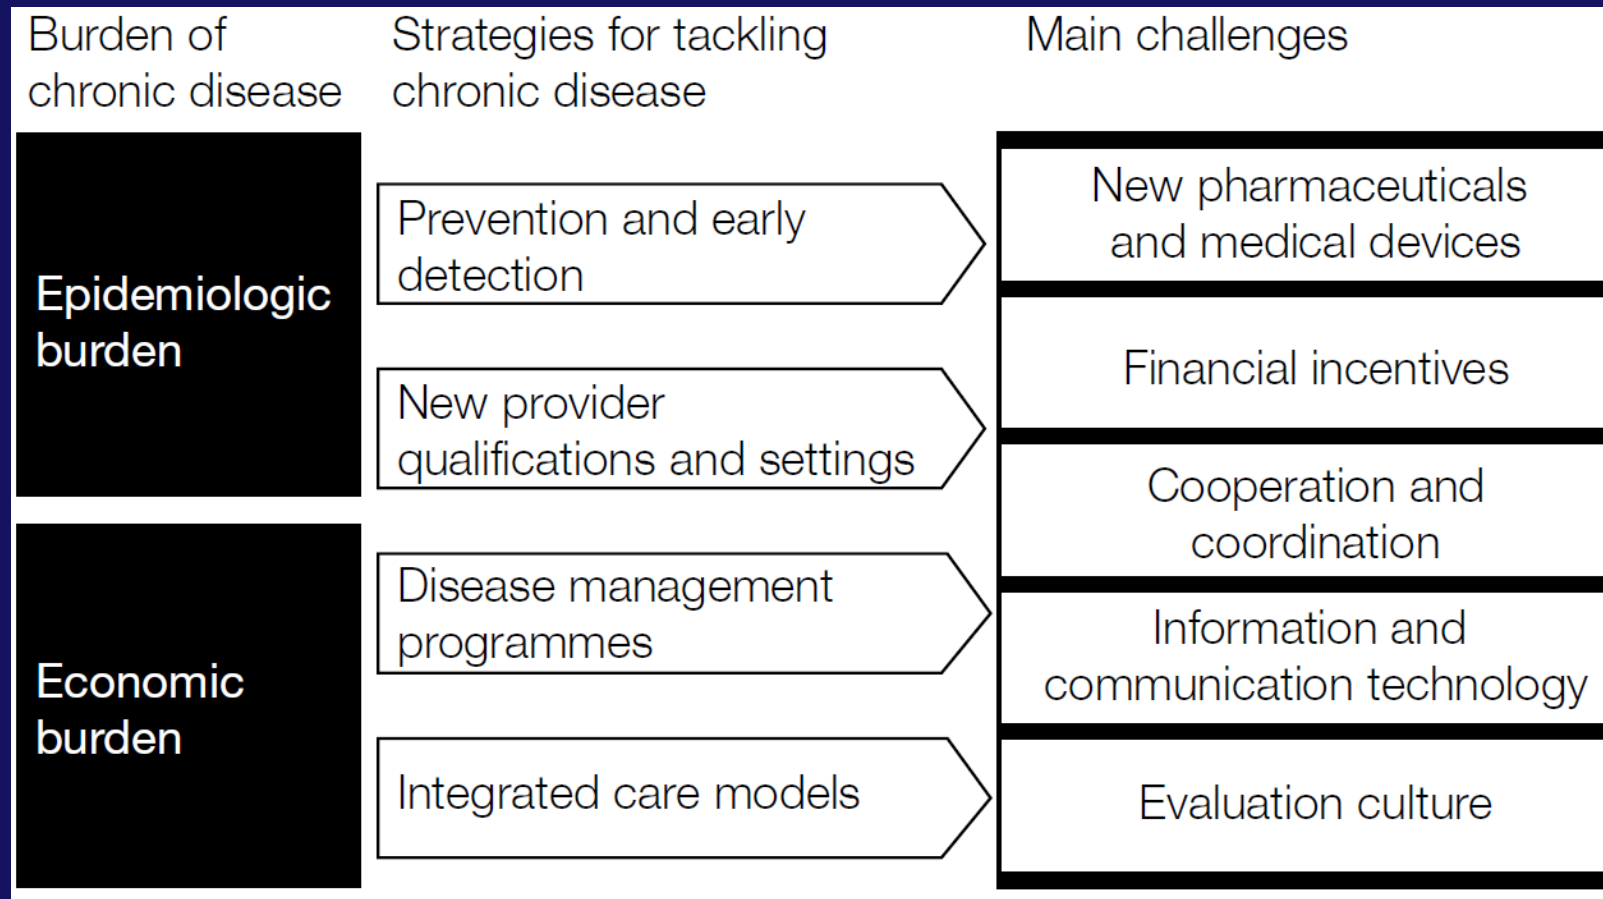 Burden of
chronic disease
Strategies for tackling
chronic disease
Main challenges
Epidemiologic
burden
Economic
burden
Prevention and early
detection
New provider
qualifications and settings
Disease management
programmes
Integrated care models
New pharmaceuticals
and medical devices
Financial incentives
Cooperation and
coordination
Information and
communication technology
Evaluation culture